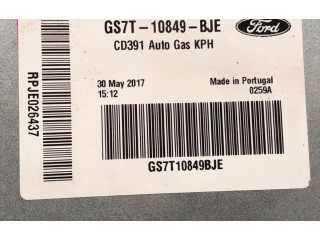 GS7T-10849-BJE
CD391 Auto Gas KPH
Ford
30 May 2017
15:12
Made in Portugal
0259A
GS7T10849BJE
RPJE026437